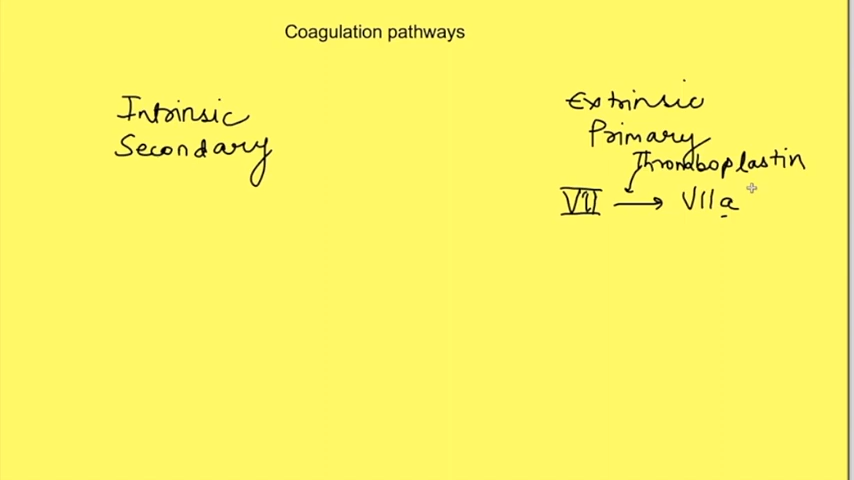 Coagulation pathways
Intrinsic
Secondary
Extrinsic
Primary
Thromboplastin
VII → VIIa